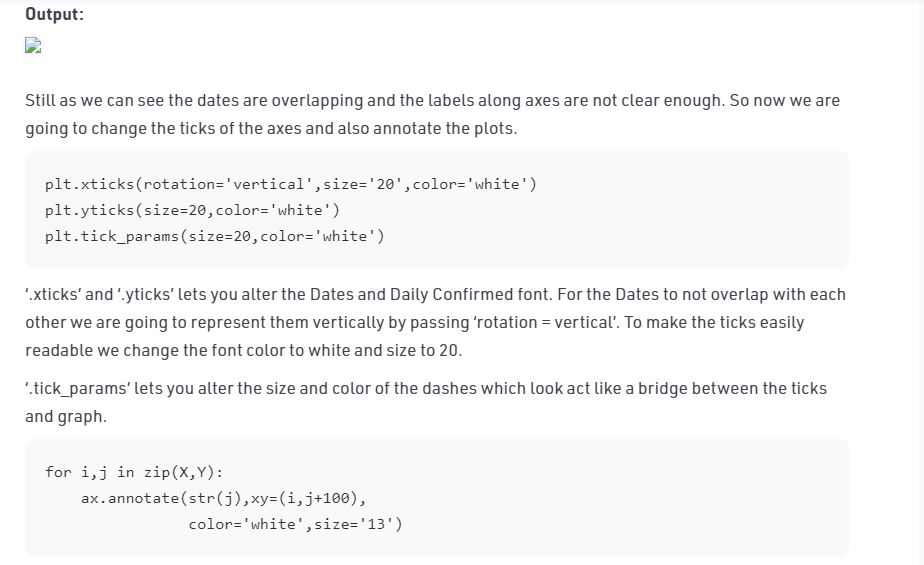 Output:
Still as we can see the dates are overlapping and the labels along axes are not clear enough. So now we are
going to change the ticks of the axes and also annotate the plots.
plt.xticks(rotation='vertical',size='20',color='white')
plt.yticks(size=20,color='white')
plt.tick_params(size=20,color='white')
‘.xticks’ and ‘.yticks’ lets you alter the Dates and Daily Confirmed font. For the Dates to not overlap with each
other we are going to represent them vertically by passing ‘rotation = vertical’. To make the ticks easily
readable we change the font color to white and size to 20.
‘.tick_params’ lets you alter the size and color of the dashes which look act like a bridge between the ticks
and graph.
for i,j in zip(X,Y):
    ax.annotate(str(j),xy=(i,j+100),
                color='white',size='13')